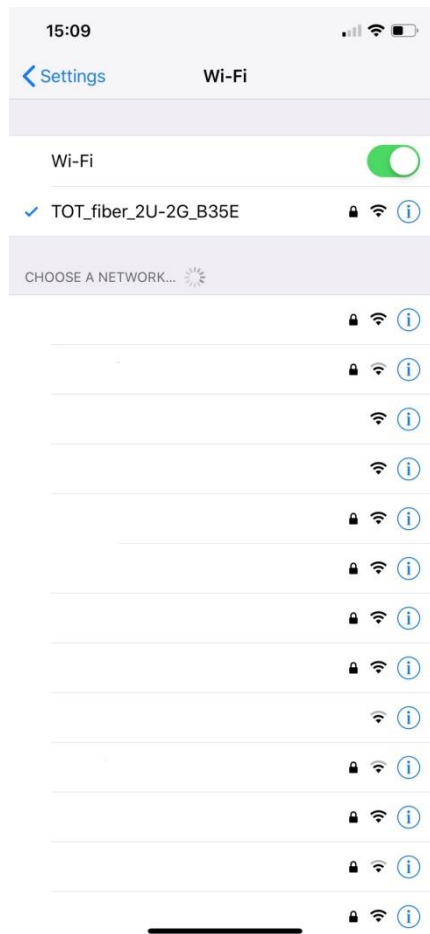 15:09
Settings
Wi-Fi
Wi-Fi
TOT_fiber_2U-2G_B35E
CHOOSE A NETWORK...